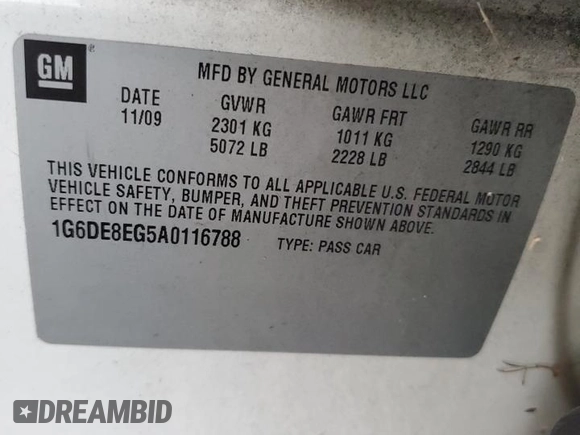 GM ®
MFD BY GENERAL MOTORS LLC
DATE GVWR GAWR FRT GAWR RR
11/09 2301 KG 1011 KG 1290 KG
5072 LB 2228 LB 2844 LB
THIS VEHICLE CONFORMS TO ALL APPLICABLE U.S. FEDERAL MOTOR
VEHICLE SAFETY, BUMPER, AND THEFT PREVENTION STANDARDS IN
EFFECT ON THE DATE OF MANUFACTURE SHOWN ABOVE.
1G6DE8EG5A0116788 TYPE: PASS CAR
DREAMBID